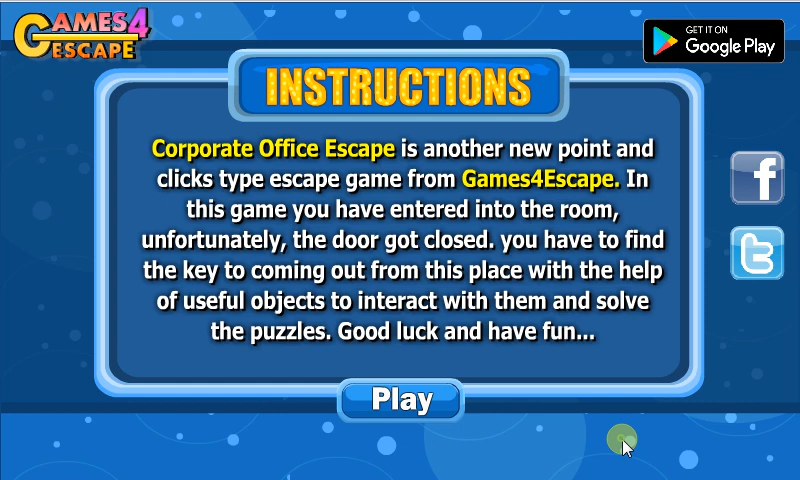 GAMES4
ESCAPE
GET IT ON
Google Play
INSTRUCTIONS
Corporate Office Escape is another new point and
clicks type escape game from Games4Escape. In
this game you have entered into the room,
unfortunately, the door got closed. you have to find
the key to coming out from this place with the help
of useful objects to interact with them and solve
the puzzles. Good luck and have fun...
f
t
Play